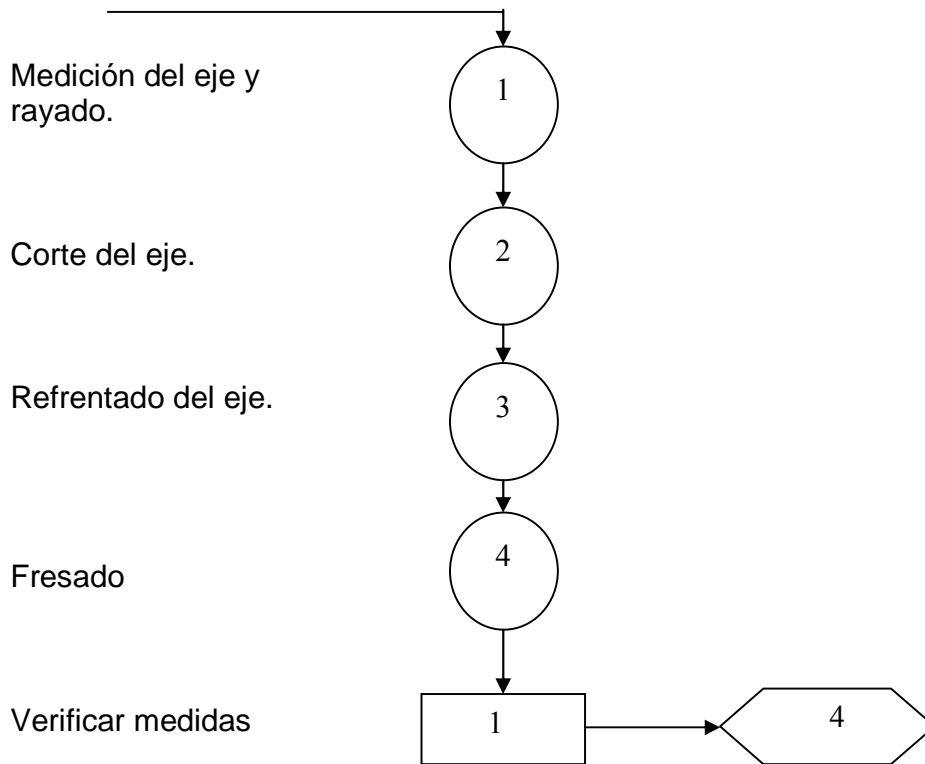 Medición del eje y
rayado.
1
Corte del eje.
2
Refrentado del eje.
3
Fresado
4
Verificar medidas
1
4